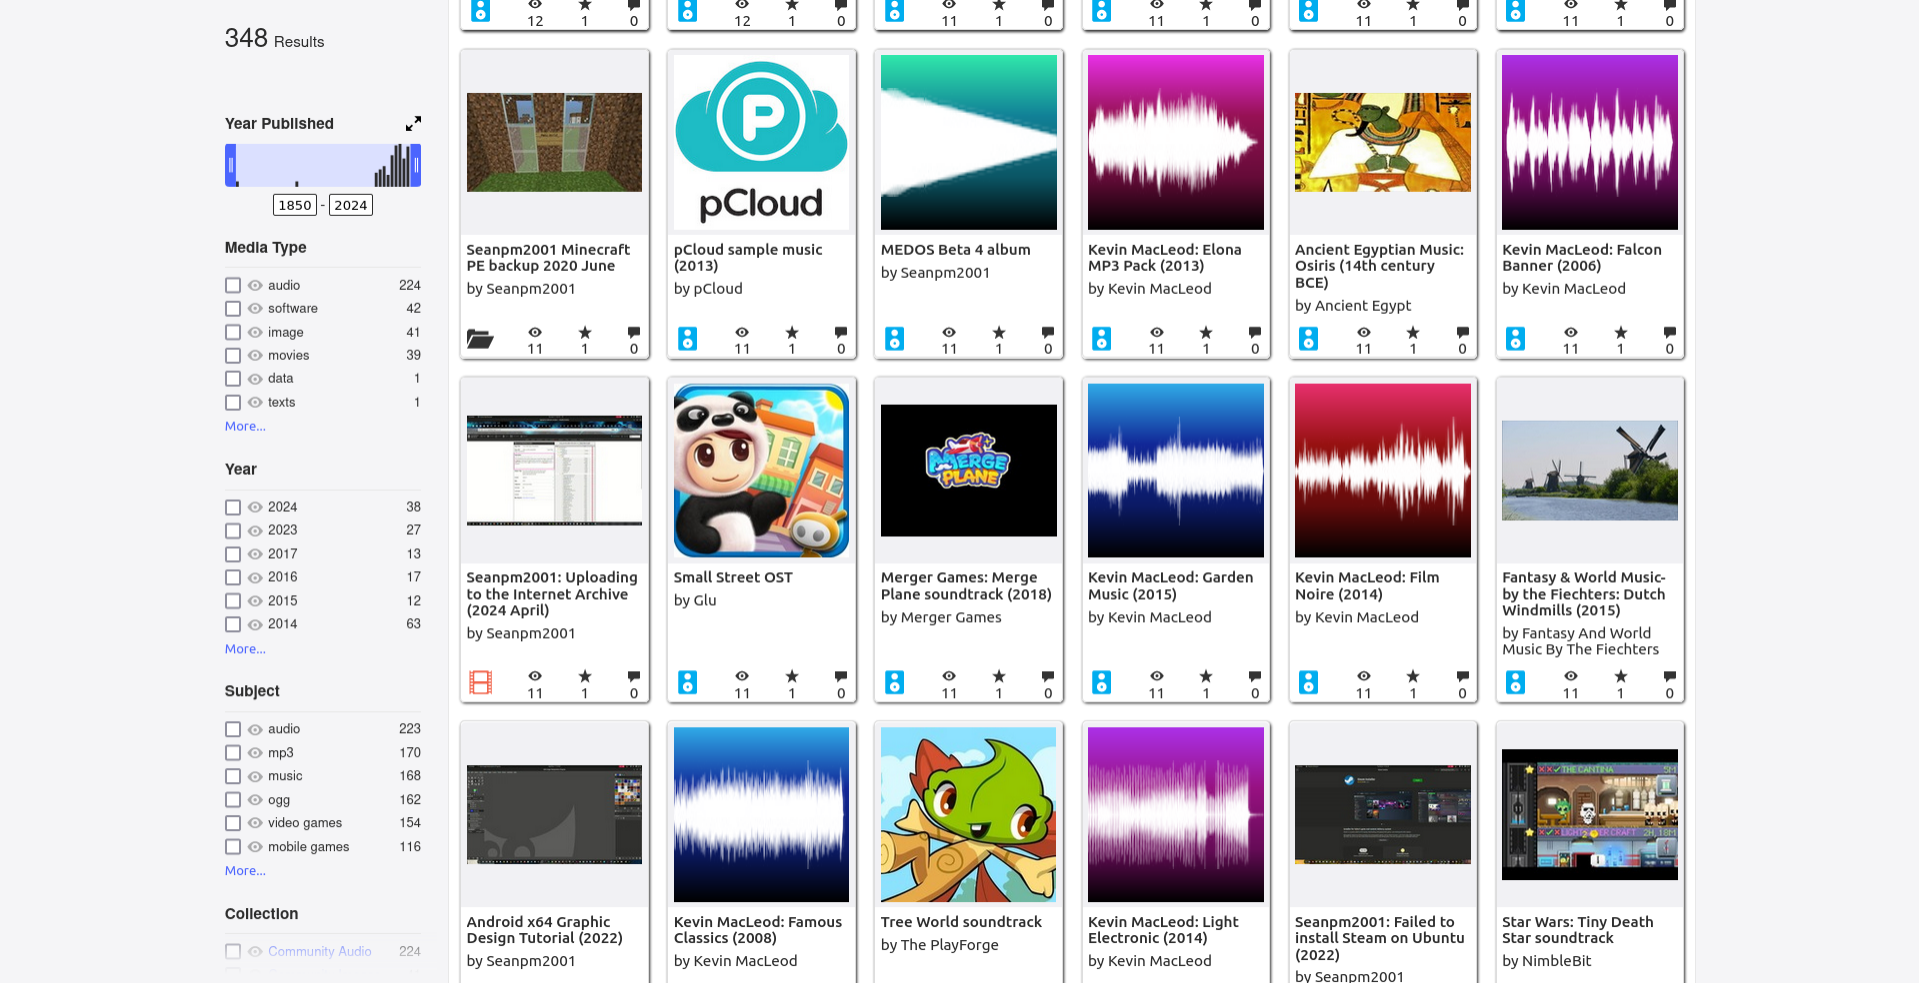 348 Results
Year Published
1850 - 2024
Media Type
audio 224
software 42
image 41
movies 39
data 1
texts 1
More...
Year
2024 38
2023 27
2017 13
2016 17
2015 12
2014 63
More...
Subject
audio 223
mp3 170
music 168
ogg 162
video games 154
mobile games 116
More...
Collection
Community Audio 224
12 1 0
12 1 0
11 1 0
11 1 0
11 1 0
11 1 0
Seanpm2001 Minecraft
PE backup 2020 June
by Seanpm2001
11 1 0
P
pCloud
pCloud sample music
(2013)
by pCloud
11 1 0
MEDOS Beta 4 album
by Seanpm2001
11 1 0
Kevin MacLeod: Elona
MP3 Pack (2013)
by Kevin MacLeod
11 1 0
Ancient Egyptian Music:
Osiris (14th century
BCE)
by Ancient Egypt
11 1 0
Kevin MacLeod: Falcon
Banner (2006)
by Kevin MacLeod
11 1 0
Seanpm2001: Uploading
to the Internet Archive
(2024 April)
by Seanpm2001
11 1 0
Small Street OST
by Glu
11 1 0
MERGE
PLANE
Merger Games: Merge
Plane soundtrack (2018)
by Merger Games
11 1 0
Kevin MacLeod: Garden
Music (2015)
by Kevin MacLeod
11 1 0
Kevin MacLeod: Film
Noire (2014)
by Kevin MacLeod
11 1 0
Fantasy & World Music-
by the Fiechters: Dutch
Windmills (2015)
by Fantasy And World
Music By The Fiechters
11 1 0
Android x64 Graphic
Design Tutorial (2022)
by Seanpm2001
Kevin MacLeod: Famous
Classics (2008)
by Kevin MacLeod
Tree World soundtrack
by The PlayForge
Kevin MacLeod: Light
Electronic (2014)
by Kevin MacLeod
Seanpm2001: Failed to
install Steam on Ubuntu
(2022)
by Seanpm2001
THE CANTINA
2H, 18M
Star Wars: Tiny Death
Star soundtrack
by NimbleBit